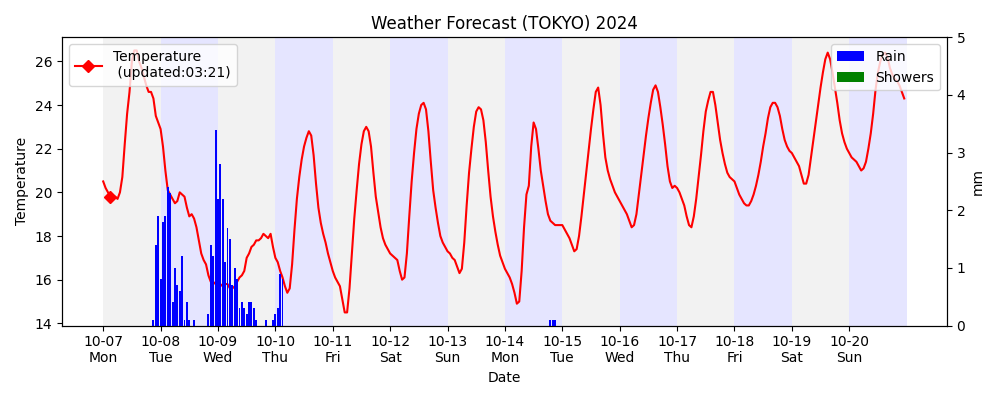 Weather Forecast (TOKYO) 2024
Temperature
(updated:03:21)
Rain
Showers
Temperature
26
24
22
20
18
16
14
5
4
3
2
1
0
mm
10-07 10-08 10-09 10-10 10-11 10-12 10-13 10-14 10-15 10-16 10-17 10-18 10-19 10-20
Mon Tue Wed Thu Fri Sat Sun Mon Tue Wed Thu Fri Sat Sun
Date